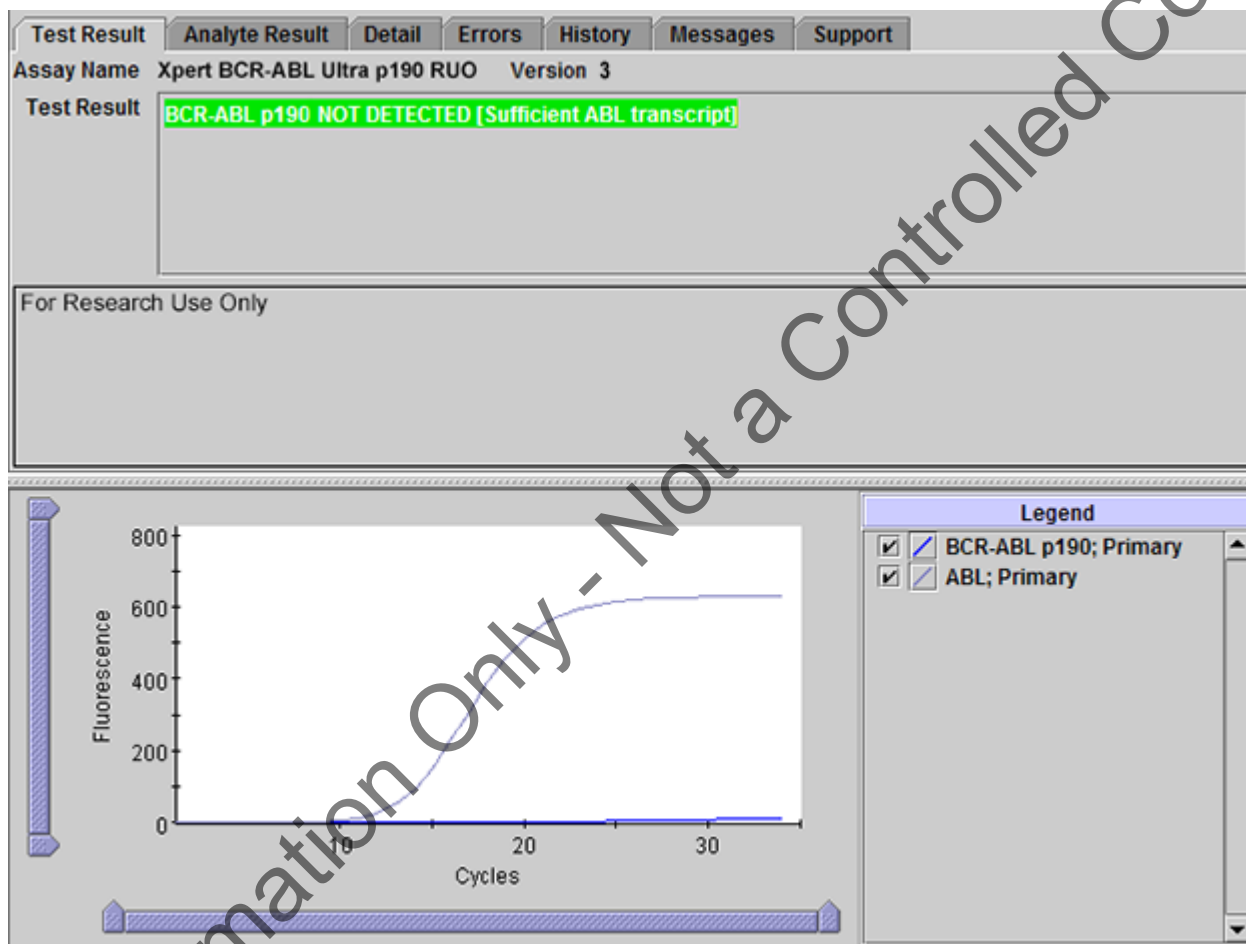 Test Result Analyte Result Detail Errors History Messages Support
Assay Name Xpert BCR-ABL Ultra p190 RUO Version 3
Test Result BCR-ABL p190 NOT DETECTED [Sufficient ABL transcript]
For Research Use Only
Legend
BCR-ABL p190; Primary
ABL; Primary
800
600
400
200
0
Fluorescence
10 20 30
Cycles
mation Only - Not a Controlled Co